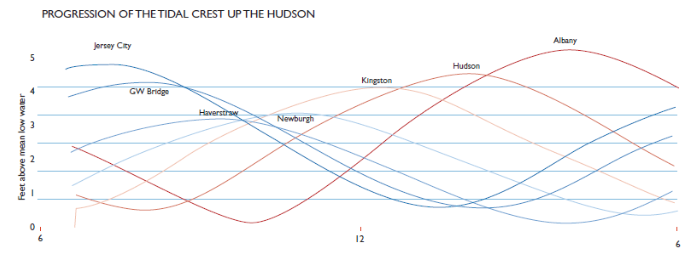 PROGRESSION OF THE TIDAL CREST UP THE HUDSON
Albany
Jersey City
5
Hudson
Kingston
4
GW Bridge
Haverstraw
Newburgh
3
2
1
0
Feet above mean low water
6
12
6